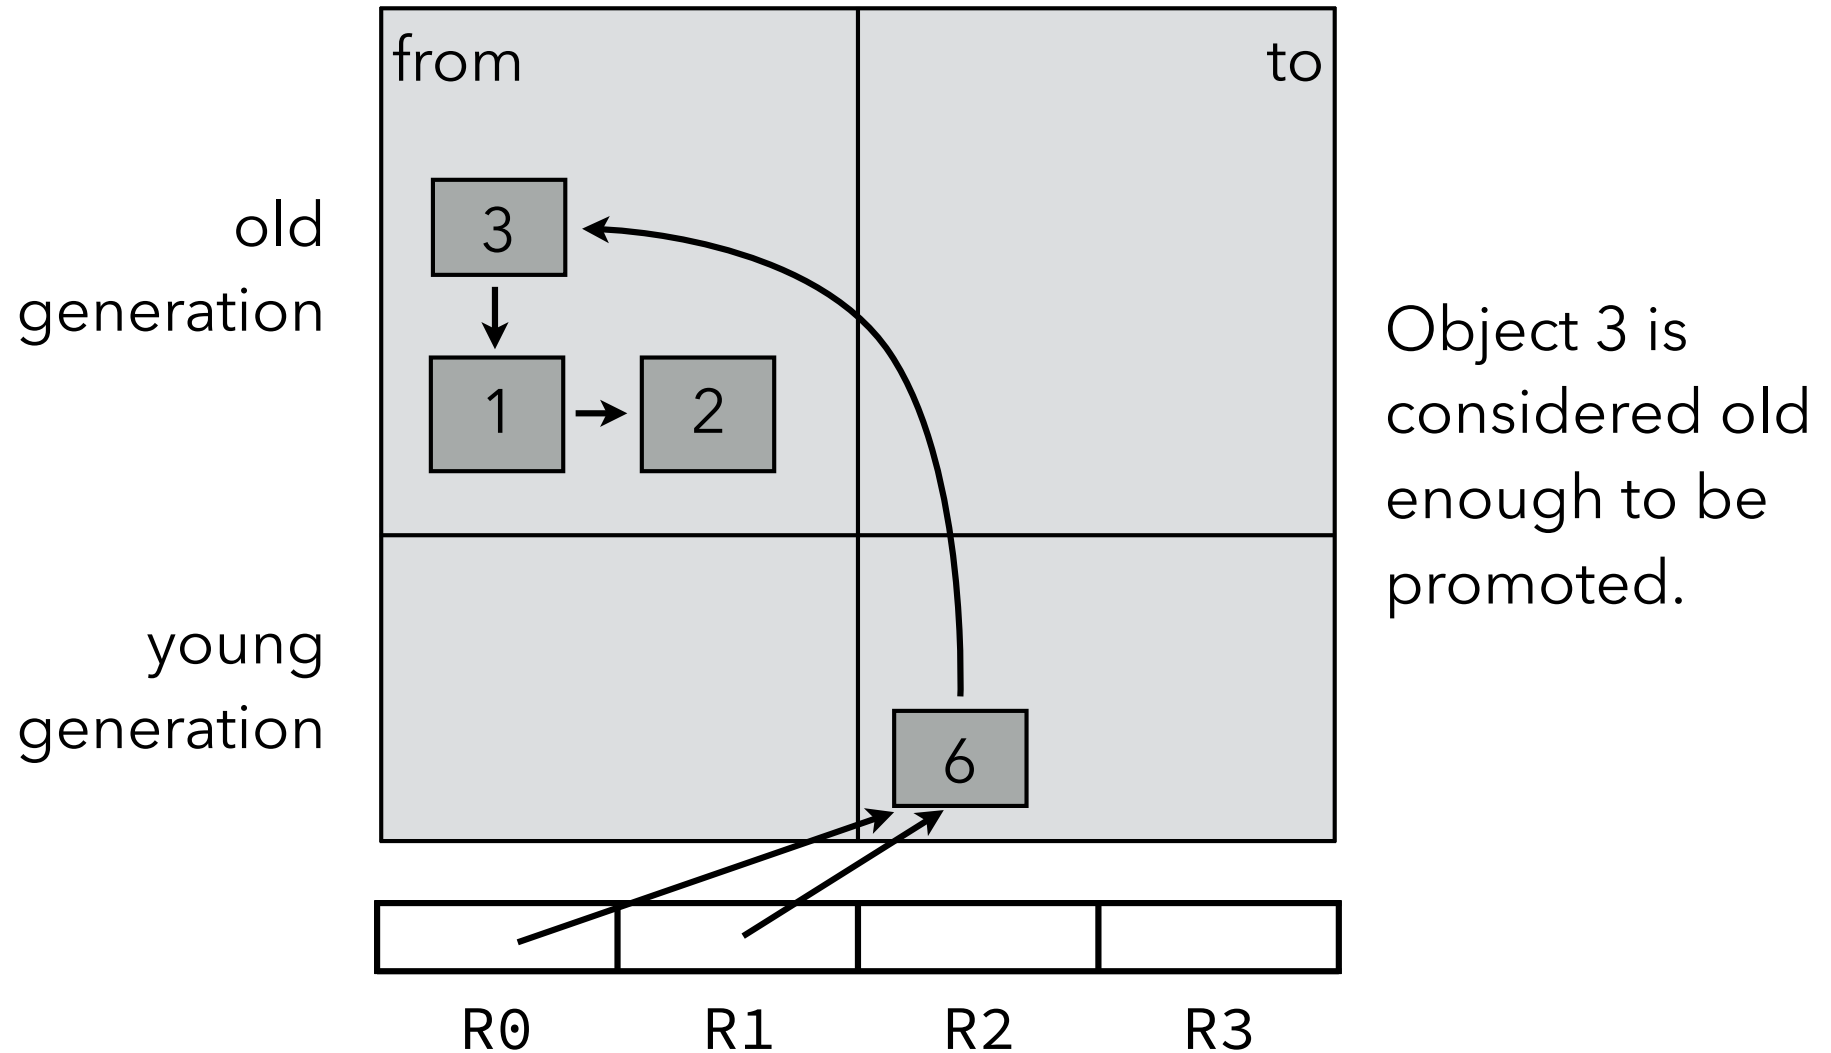 from
to
old
generation
3
1
2
Object 3 is
considered old
enough to be
promoted.
young
generation
6
R0
R1
R2
R3